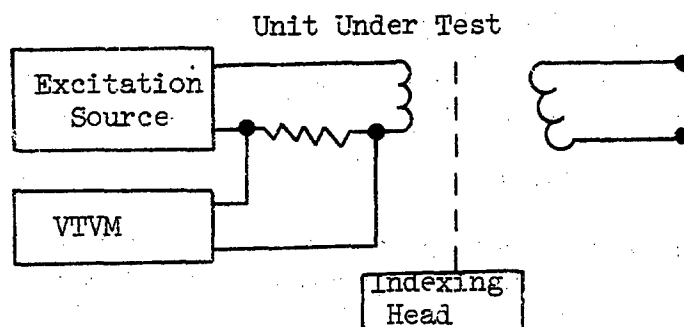 Unit Under Test
Excitation
Source
VTVM
Indexing
Head